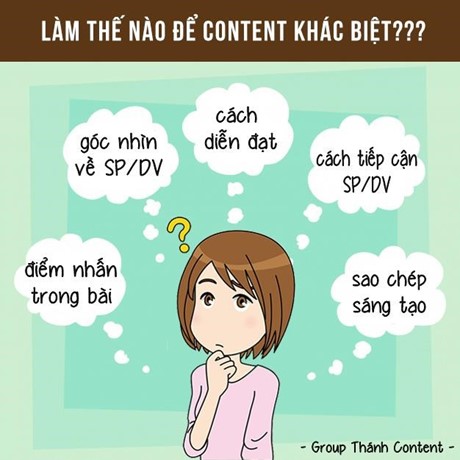 LÀM THẾ NÀO ĐỂ CONTENT KHÁC BIỆT???
cách
diễn đạt
góc nhìn
về SP/DV
cách tiếp cận
SP/DV
?
điểm nhấn
trong bài
sao chép
sáng tạo
- Group Thánh Content -